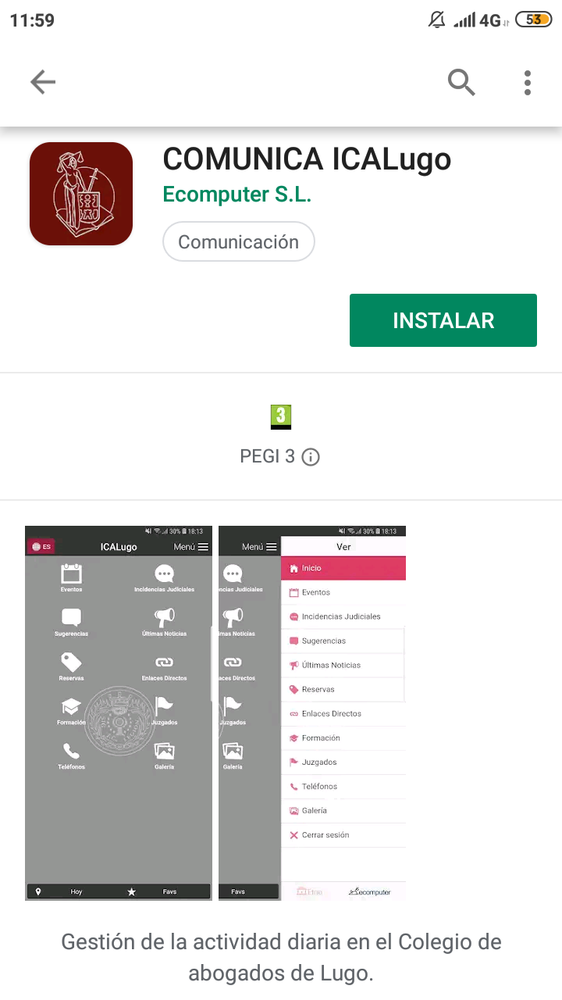 11:59
4G 53
COMUNICA ICALugo
Ecomputer S.L.
Comunicación
INSTALAR
3
PEGI 3
30% 18:13
ES ICALugo Menú
Eventos Incidencias Judiciales
Sugerencias Últimas Noticias
Reservas Enlaces Directos
Formación Juzgados
Teléfonos Galería
Hoy Favs
30% 18:13
Menú Ver
ncias Judiciales
imas Noticias
aces Directos
Juzgados
Galería
Favs
Inicio
Eventos
Incidencias Judiciales
Sugerencias
Últimas Noticias
Reservas
Enlaces Directos
Formación
Juzgados
Teléfonos
Galería
Cerrar sesión
ecomputer
Gestión de la actividad diaria en el Colegio de
abogados de Lugo.